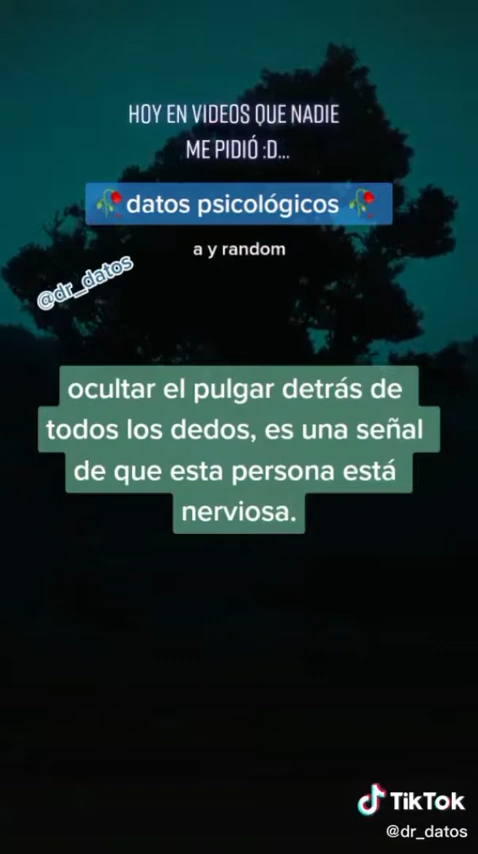 HOY EN VIDEOS QUE NADIE
ME PIDIÓ :D...
🥀datos psicológicos🥀
a y random
@dr_datos
ocultar el pulgar detrás de
todos los dedos, es una señal
de que esta persona está
nerviosa.
TikTok
@dr_datos